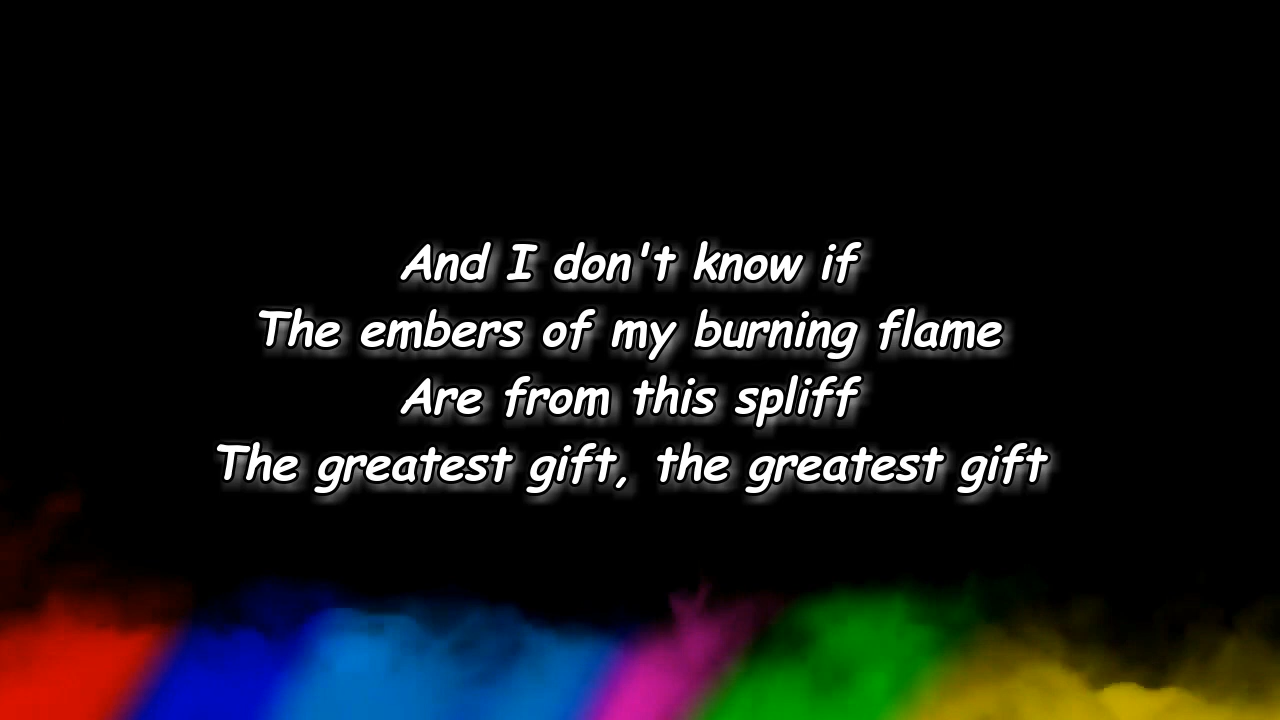 And I don't know if
The embers of my burning flame
Are from this spliff
The greatest gift, the greatest gift